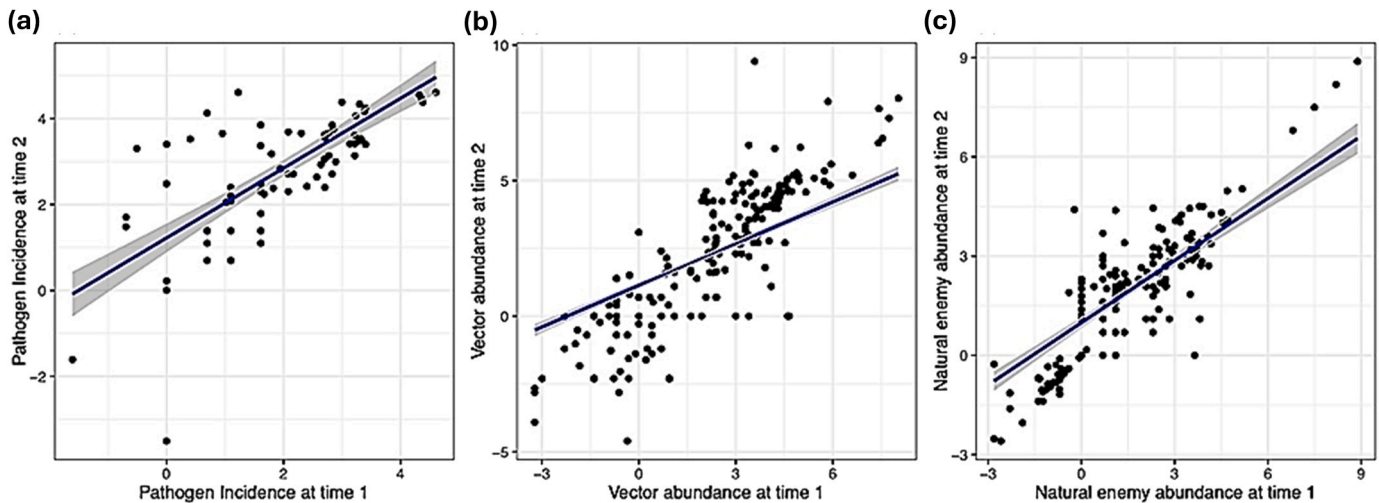 (a)
(b)
(c)
Pathogen Incidence at time 2
4
2
0
−2
0
2
4
Pathogen Incidence at time 1
Vector abundance at time 2
10
5
0
−5
−3
0
3
6
Vector abundance at time 1
Natural enemy abundance at time 2
9
6
3
0
−3
−3
0
3
6
9
Natural enemy abundance at time 1